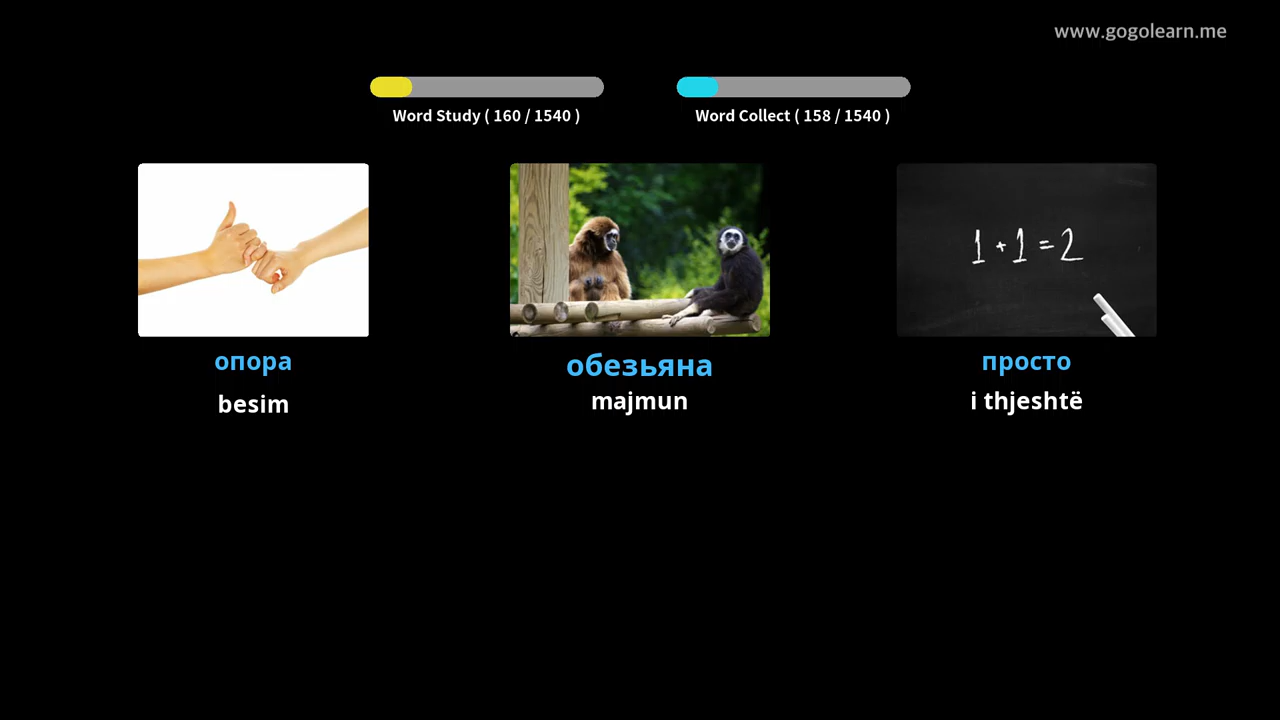 www.gogolearn.me
Word Study ( 160 / 1540 )
Word Collect ( 158 / 1540 )
1 + 1 = 2
опора
обезьяна
просто
besim
majmun
i thjeshtë